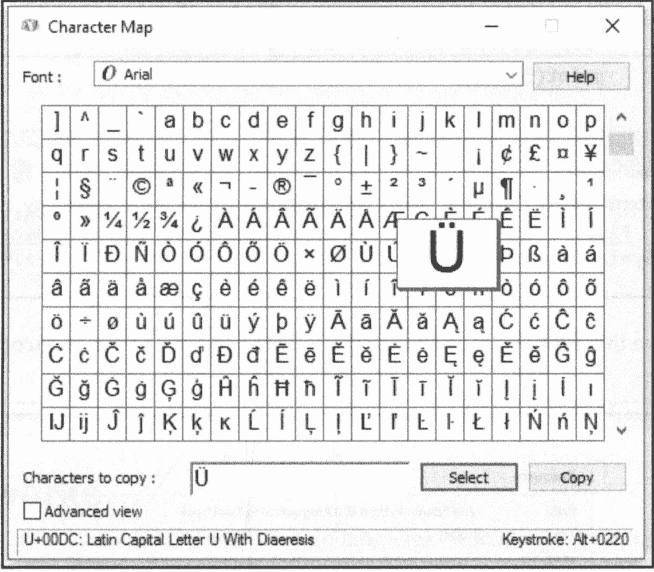 Character Map
Font : O Arial Help
] ^ _ ` a b c d e f g h i j k l m n o p
q r s t u v w x y z { | } ~ ¡ ¢ £ ¤ ¥
¦ § ¨ © ª « ¬ - ® ¯ ° ± ² ³ ´ µ ¶ · ¸ ¹
º » ¼ ½ ¾ ¿ À Á Â Ã Ä Å Æ Ç È É Ê Ë Ì Í
Î Ï Ð Ñ Ò Ó Ô Õ Ö × Ø Ù Ú Ü Þ ß à á
â ã ä å æ ç è é ê ë ì í î ò ó ô õ
ö ÷ ø ù ú û ü ý þ ÿ Ā ā Ă ă Ą ą Ć ć Ĉ ĉ
Ċ ċ Č č Ď ď Đ đ Ē ē Ĕ ĕ Ė ė Ę ę Ě ě Ĝ ĝ
Ğ ğ Ġ ġ Ģ ģ Ĥ ĥ Ħ ħ Ĩ ĩ Ī ī Ĭ ĭ Į į İ ı
Ĳ ĳ Ĵ ĵ Ķ ķ ĸ Ĺ ĺ Ļ ļ Ľ ľ Ŀ ŀ Ł ł Ń ń Ņ
Characters to copy : Ü Select Copy
Advanced view
U+00DC: Latin Capital Letter U With Diaeresis Keystroke: Alt+0220